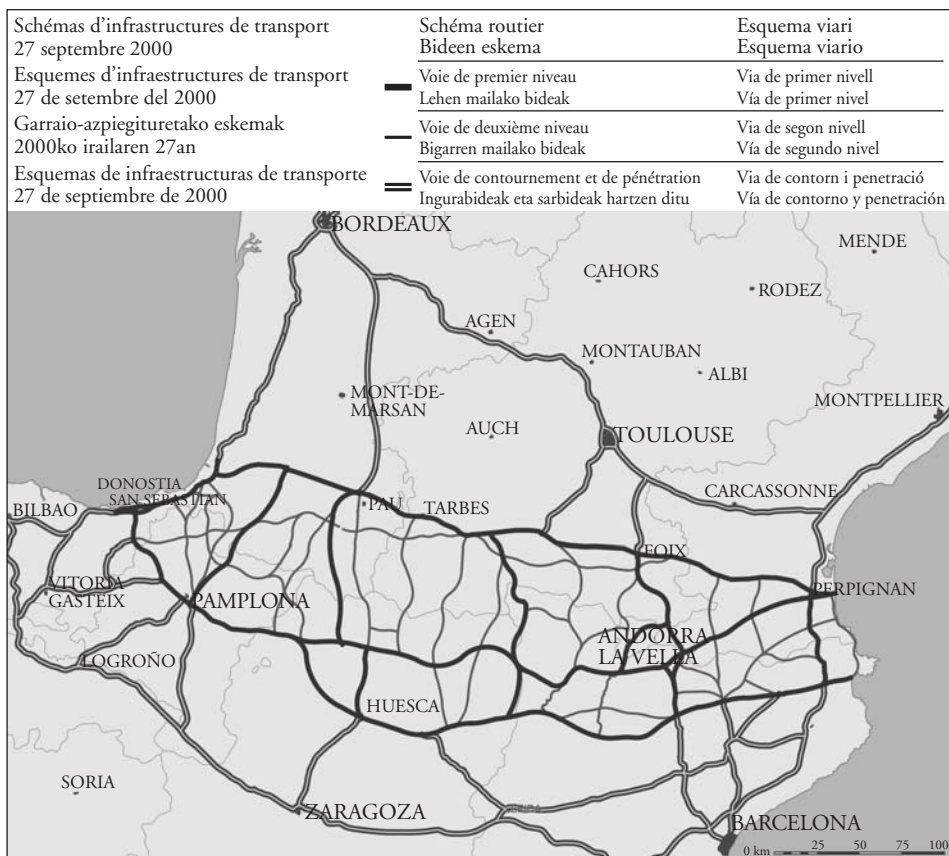 Schémas d'infrastructures de transport
27 septembre 2000
Esquemes d'infraestructures de transport
27 de setembre del 2000
Garraio-azpiegituretako eskemak
2000ko irailaren 27an
Esquemas de infraestructuras de transporte
27 de septiembre de 2000
Schéma routier
Bideen eskema
Esquema viari
Esquema viario
Voie de premier niveau
Lehen mailako bideak
Via de primer nivell
Vía de primer nivel
Voie de deuxième niveau
Bigarren mailako bideak
Via de segon nivell
Vía de segundo nivel
Voie de contournement et de pénétration
Ingurabideak eta sarbideak hartzen ditu
Via de contorn i penetració
Vía de contorno y penetración
BORDEAUX
MENDE
CAHORS
RODEZ
AGEN
MONTAUBAN
ALBI
MONT-DE-
MARSAN
MONTPELLIER
AUCH
TOULOUSE
DONOSTIA
SAN SEBASTIAN
CARCASSONNE
BILBAO
PAU
TARBES
FOIX
VITORIA
GASTEIX
PAMPLONA
PERPIGNAN
ANDORRA
LA VELLA
LOGROÑO
HUESCA
SORIA
ZARAGOZA
BARCELONA
0 km 25 50 75 100